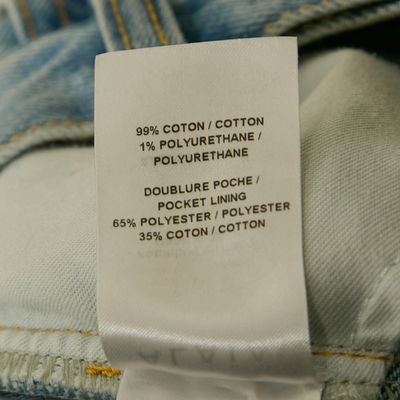 99% COTON / COTTON
1% POLYURETHANE /
POLYURETHANE
DOUBLURE POCHE /
POCKET LINING
65% POLYESTER / POLYESTER
35% COTON / COTTON